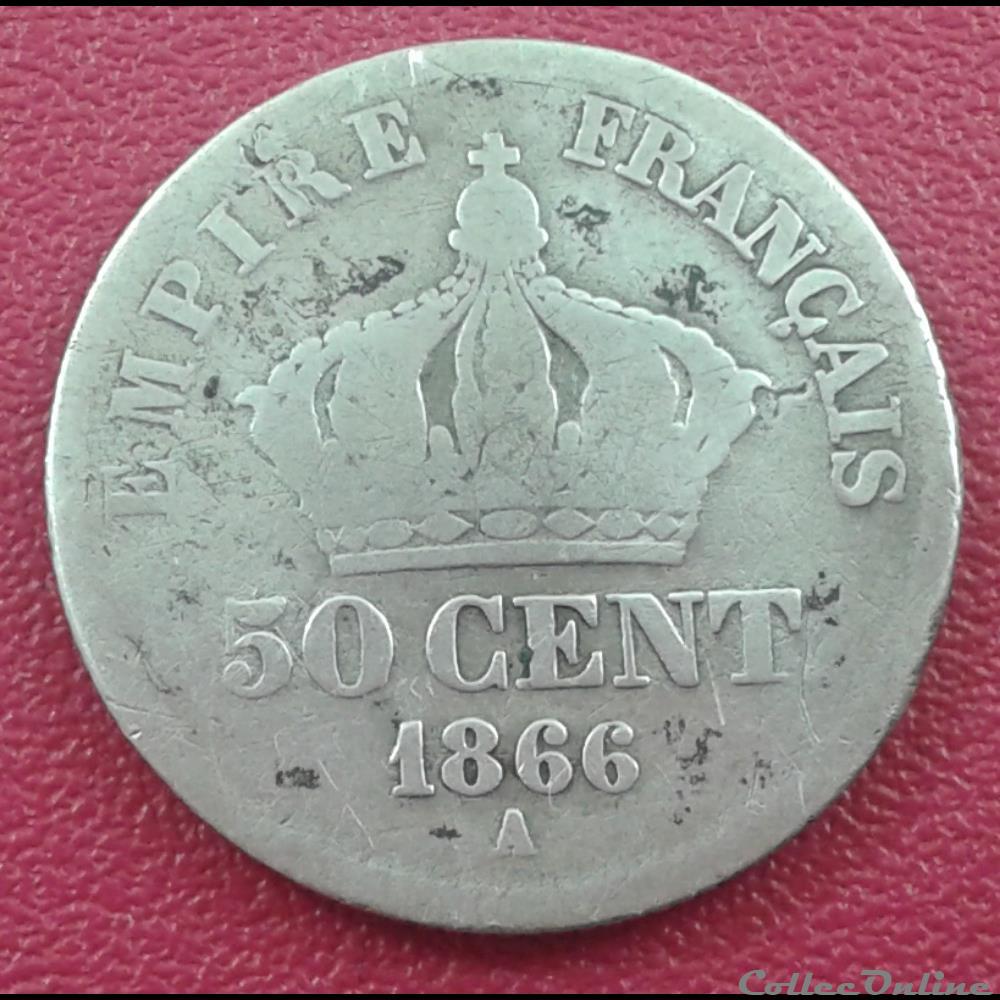 EMPIRE FRANÇAIS
50 CENT
1866
A
CollecOnline